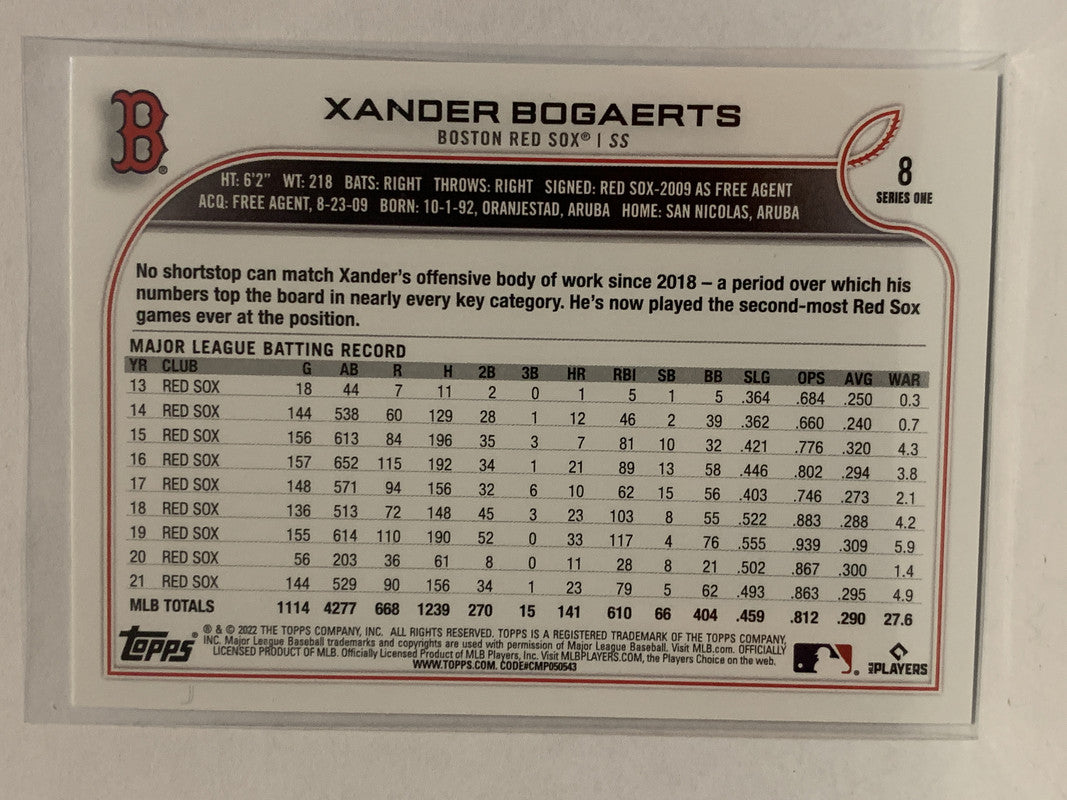 B®
XANDER BOGAERTS
BOSTON RED SOX® | SS
8
SERIES ONE
HT: 6'2" WT: 218 BATS: RIGHT THROWS: RIGHT SIGNED: RED SOX-2009 AS FREE AGENT
ACQ: FREE AGENT, 8-23-09 BORN: 10-1-92, ORANJESTAD, ARUBA HOME: SAN NICOLAS, ARUBA
No shortstop can match Xander's offensive body of work since 2018 – a period over which his
numbers top the board in nearly every key category. He's now played the second-most Red Sox
games ever at the position.
MAJOR LEAGUE BATTING RECORD
YR CLUB G AB R H 2B 3B HR RBI SB BB SLG OPS AVG WAR
13 RED SOX 18 44 7 11 2 0 1 5 1 5 .364 .684 .250 0.3
14 RED SOX 144 538 60 129 28 1 12 46 2 39 .362 .660 .240 0.7
15 RED SOX 156 613 84 196 35 3 7 81 10 32 .421 .776 .320 4.3
16 RED SOX 157 652 115 192 34 1 21 89 13 58 .446 .802 .294 3.8
17 RED SOX 148 571 94 156 32 6 10 62 15 56 .403 .746 .273 2.1
18 RED SOX 136 513 72 148 45 3 23 103 8 55 .522 .883 .288 4.2
19 RED SOX 155 614 110 190 52 0 33 117 4 76 .555 .939 .309 5.9
20 RED SOX 56 203 36 61 8 0 11 28 8 21 .502 .867 .300 1.4
21 RED SOX 144 529 90 156 34 1 23 79 5 62 .493 .863 .295 4.9
MLB TOTALS 1114 4277 668 1239 270 15 141 610 66 404 .459 .812 .290 27.6
Topps®
® & © 2022 THE TOPPS COMPANY, INC. ALL RIGHTS RESERVED. TOPPS IS A REGISTERED TRADEMARK OF THE TOPPS COMPANY,
INC. Major League Baseball trademarks and copyrights are used with permission of Major League Baseball. Visit MLB.com. OFFICIALLY
LICENSED PRODUCT OF MLB. Officially Licensed Product of MLB Players, Inc. Visit MLBPLAYERS.COM, the Players Choice on the web.
WWW.TOPPS.COM. CODE#CMP050543
MLB PLAYERS